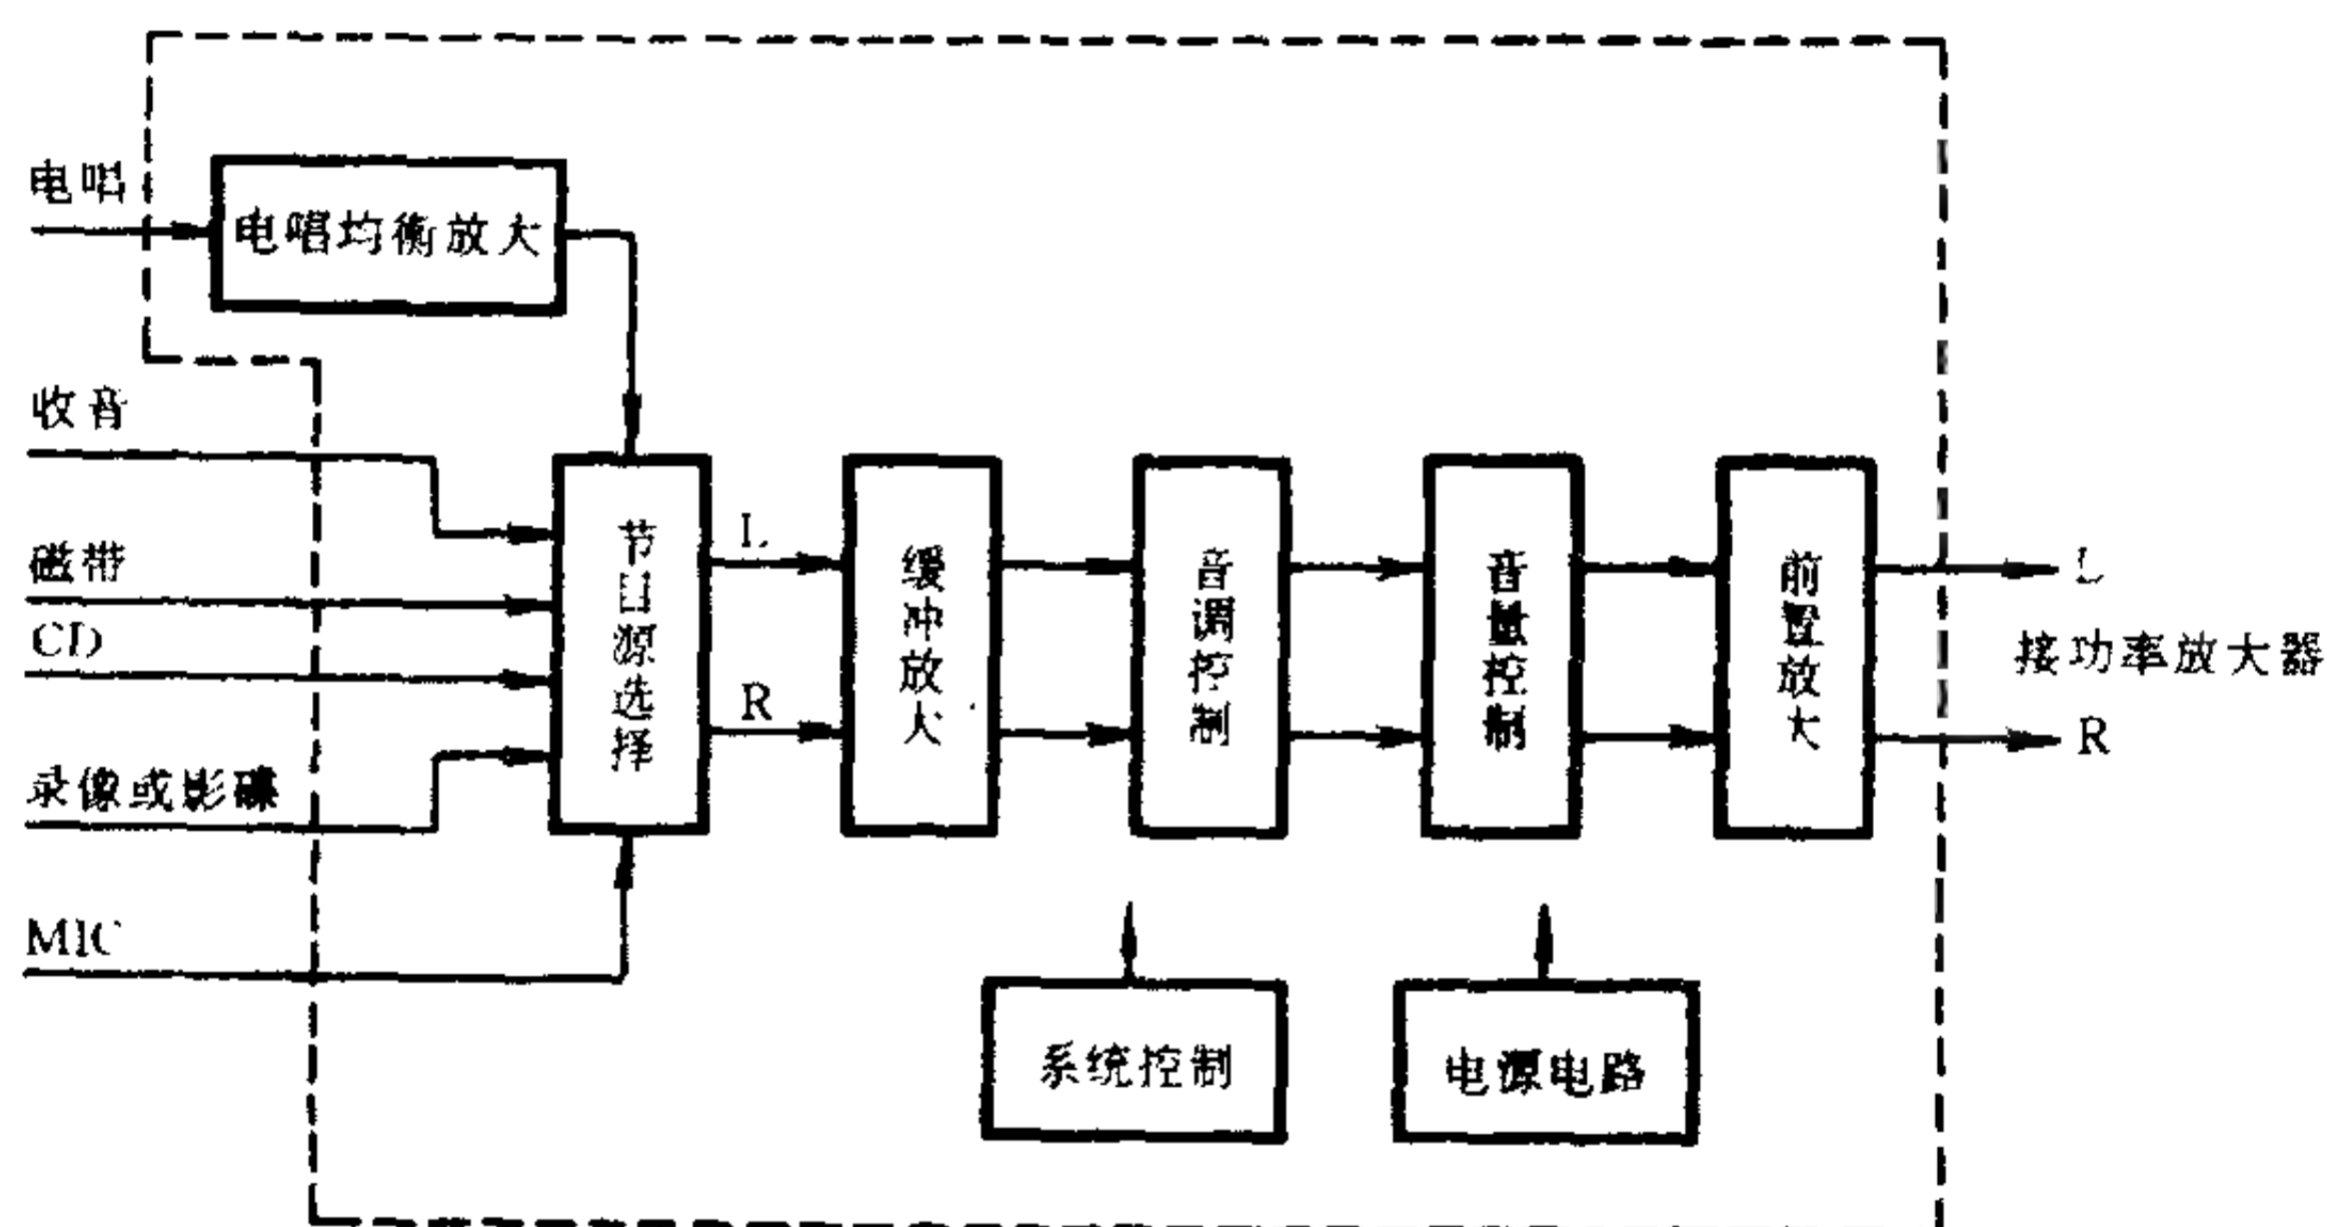 电唱
电唱均衡放大
收音
磁带
CD
录像或影碟
MIC
节目源选择
L
R
缓冲放大
音调控制
音量控制
前置放大
L
接功率放大器
R
系统控制
电源电路